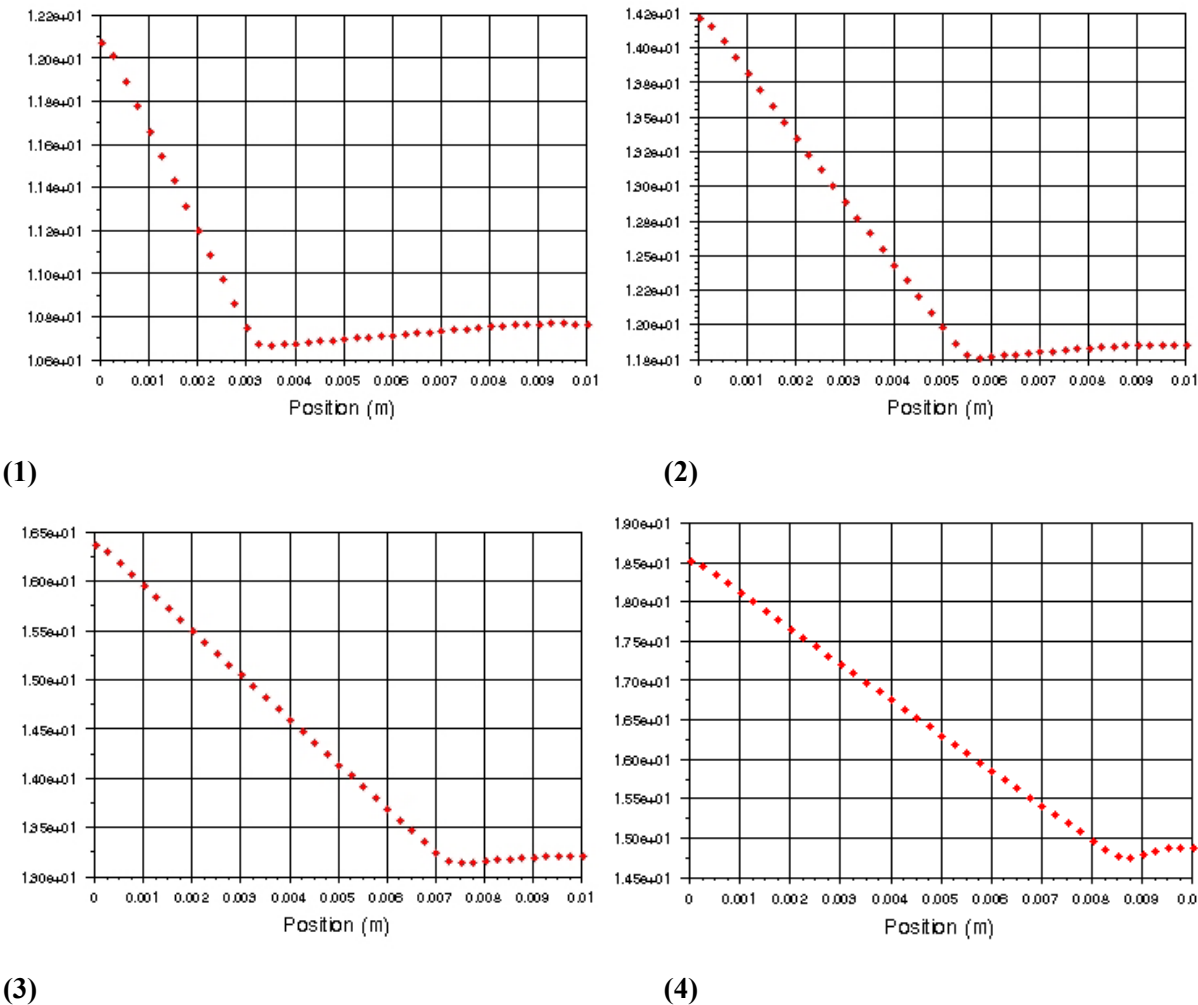 1.22e+01
1.20e+01
1.18e+01
1.16e+01
1.14e+01
1.12e+01
1.10e+01
1.08e+01
1.06e+01
0 0.001 0.002 0.003 0.004 0.005 0.006 0.007 0.008 0.009 0.01
Position (m)
(1)
1.42e+01
1.40e+01
1.38e+01
1.35e+01
1.32e+01
1.30e+01
1.28e+01
1.25e+01
1.22e+01
1.20e+01
1.18e+01
0 0.001 0.002 0.003 0.004 0.005 0.006 0.007 0.008 0.009 0.01
Position (m)
(2)
1.65e+01
1.60e+01
1.55e+01
1.50e+01
1.45e+01
1.40e+01
1.35e+01
1.30e+01
0 0.001 0.002 0.003 0.004 0.005 0.006 0.007 0.008 0.009 0.01
Position (m)
(3)
1.90e+01
1.85e+01
1.80e+01
1.75e+01
1.70e+01
1.65e+01
1.60e+01
1.55e+01
1.50e+01
1.45e+01
0 0.001 0.002 0.003 0.004 0.005 0.006 0.007 0.008 0.009 0.0
Position (m)
(4)